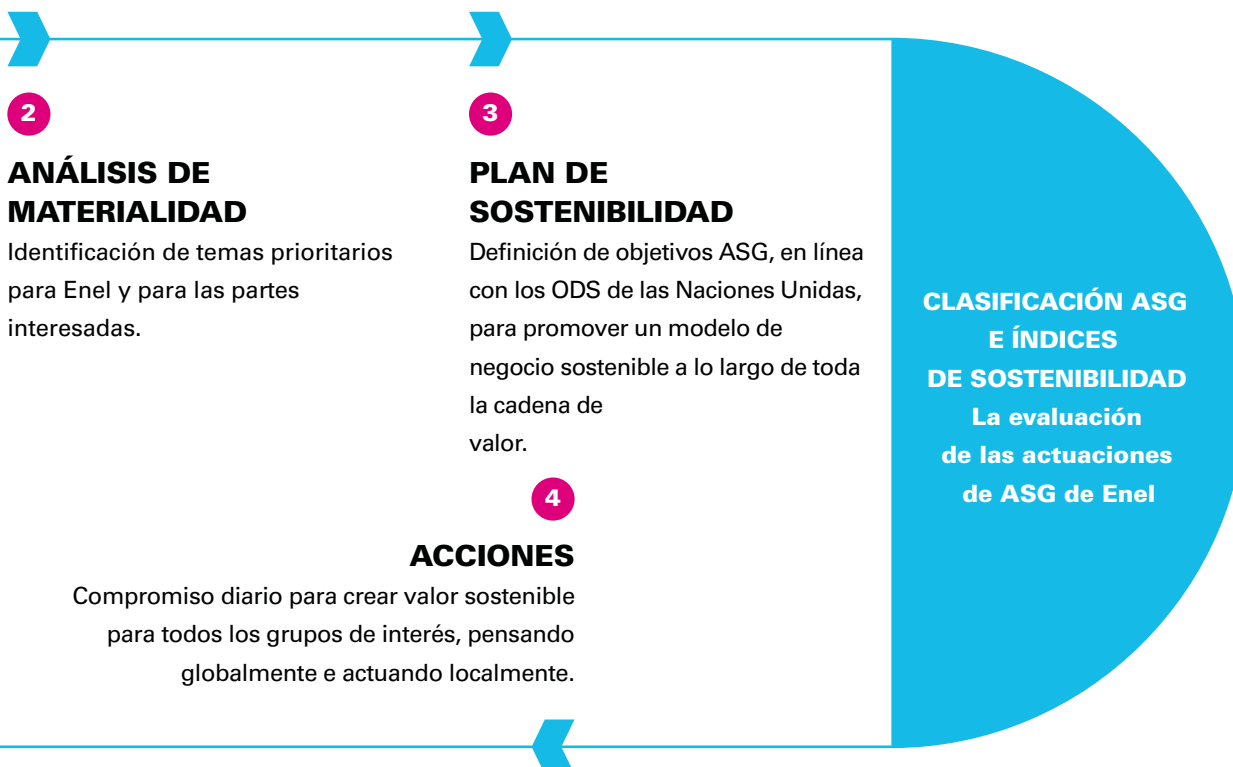 2
ANÁLISIS DE
MATERIALIDAD
Identificación de temas prioritarios
para Enel y para las partes
interesadas.
3
PLAN DE
SOSTENIBILIDAD
Definición de objetivos ASG, en línea
con los ODS de las Naciones Unidas,
para promover un modelo de
negocio sostenible a lo largo de toda
la cadena de
valor.
4
ACCIONES
Compromiso diario para crear valor sostenible
para todos los grupos de interés, pensando
globalmente e actuando localmente.
CLASIFICACIÓN ASG
E ÍNDICES
DE SOSTENIBILIDAD
La evaluación
de las actuaciones
de ASG de Enel